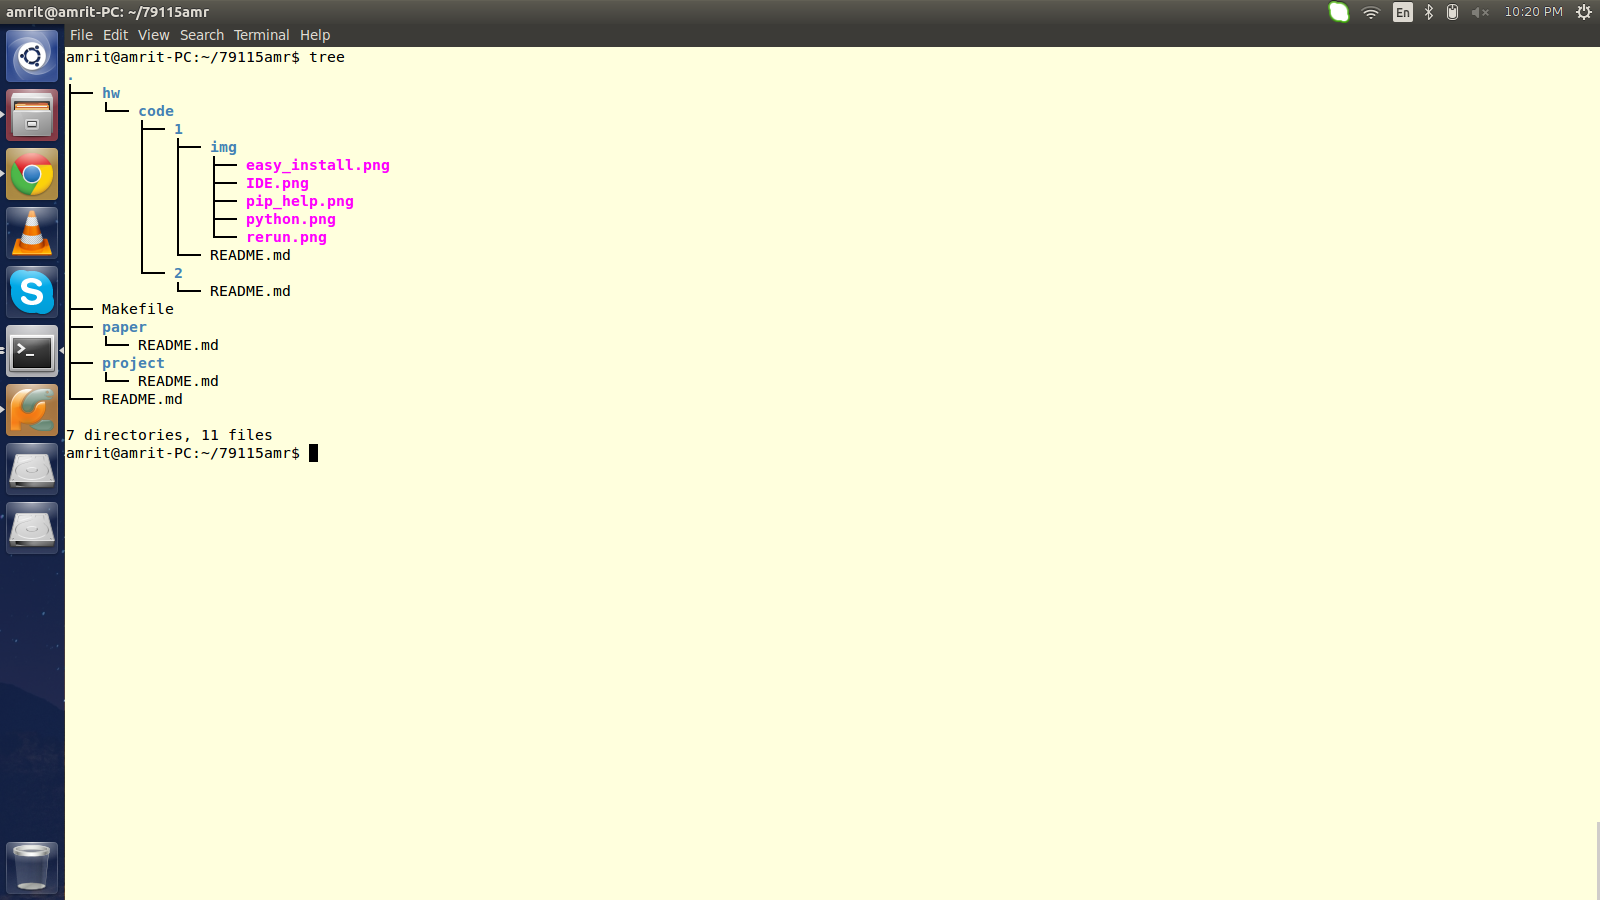 amrit@amrit-PC: ~/79115amr
En
10:20 PM
File Edit View Search Terminal Help
amrit@amrit-PC:~/79115amr$ tree
.
├── hw
│   └── code
│       ├── 1
│       │   ├── img
│       │   │   ├── easy_install.png
│       │   │   ├── IDE.png
│       │   │   ├── pip_help.png
│       │   │   ├── python.png
│       │   │   └── rerun.png
│       │   └── README.md
│       └── 2
│           └── README.md
├── Makefile
├── paper
│   └── README.md
├── project
│   └── README.md
└── README.md
7 directories, 11 files
amrit@amrit-PC:~/79115amr$